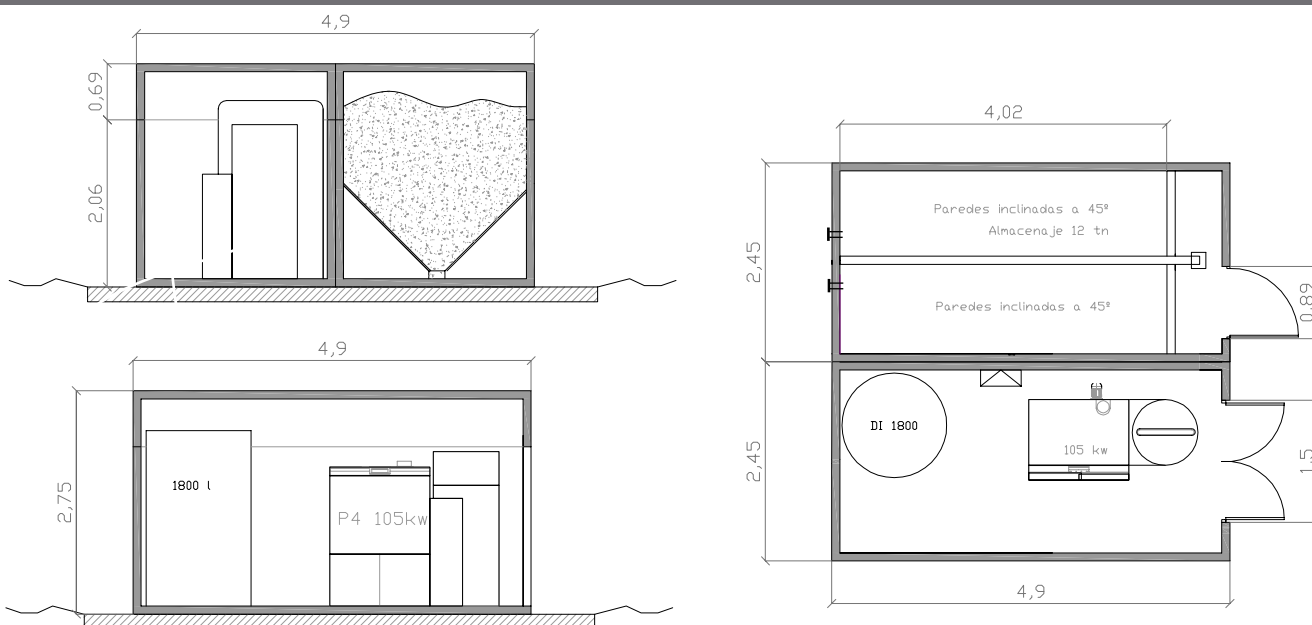 4,9
0,69
2,06
4,9
2,75
1800 l
P4 105kw
4,02
2,45
Paredes inclinadas a 45º
Almacenaje 12 tn
Paredes inclinadas a 45º
0,89
2,45
DI 1800
105 kw
1,5
4,9